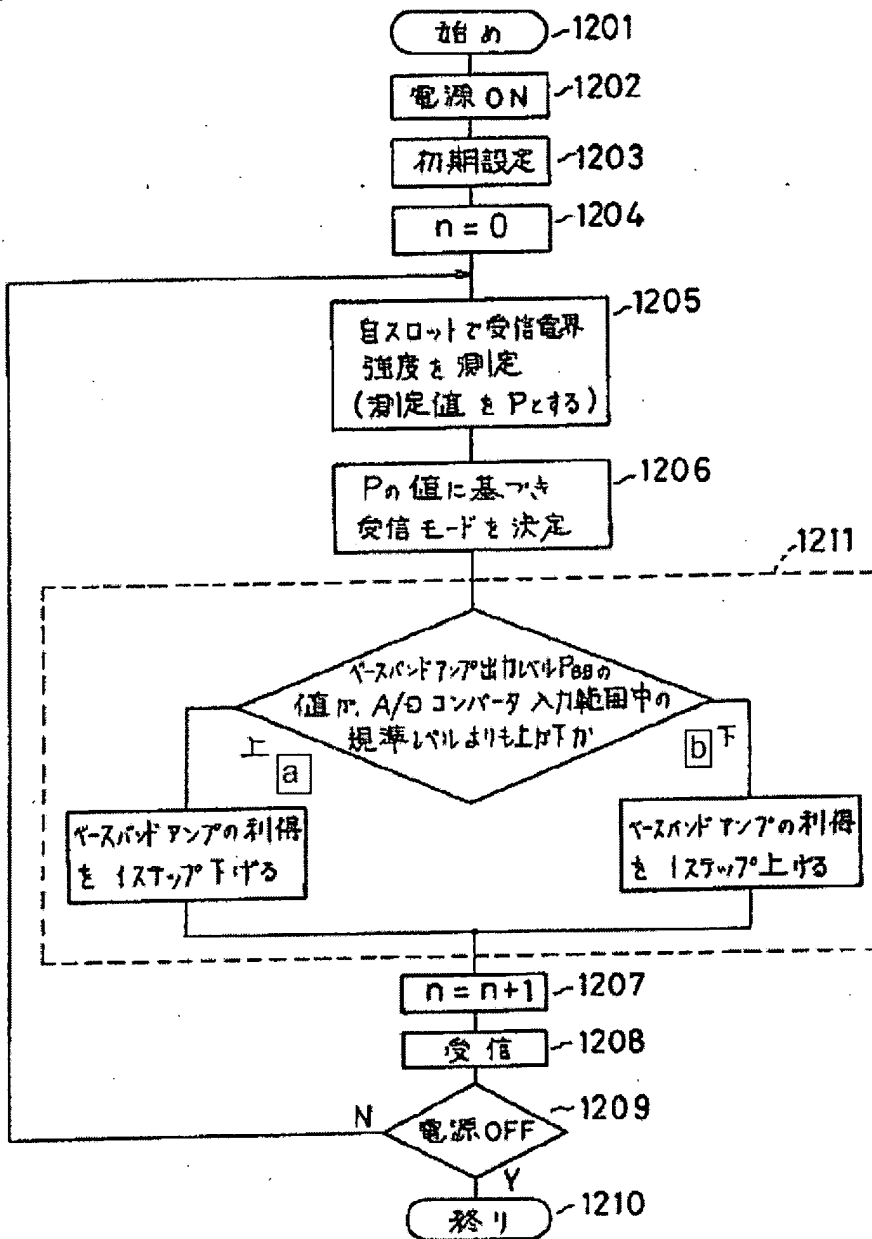 始め 1201
電源ON 1202
初期設定 1203
n = 0 1204
1205
自スロットで受信電界
強度を測定
(測定値をPとする)
1206
Pの値に基づき
受信モードを決定
1211
ベースバンドアンプ出力レベルPBBの
値が、A/Dコンバータ入力範囲中の
規準レベルよりも上か下か
上 a
b 下
ベースバンドアンプの利得
を1ステップ下げる
ベースバンドアンプの利得
を1ステップ上げる
n = n+1 1207
受信 1208
1209
N
電源OFF
Y
終り 1210